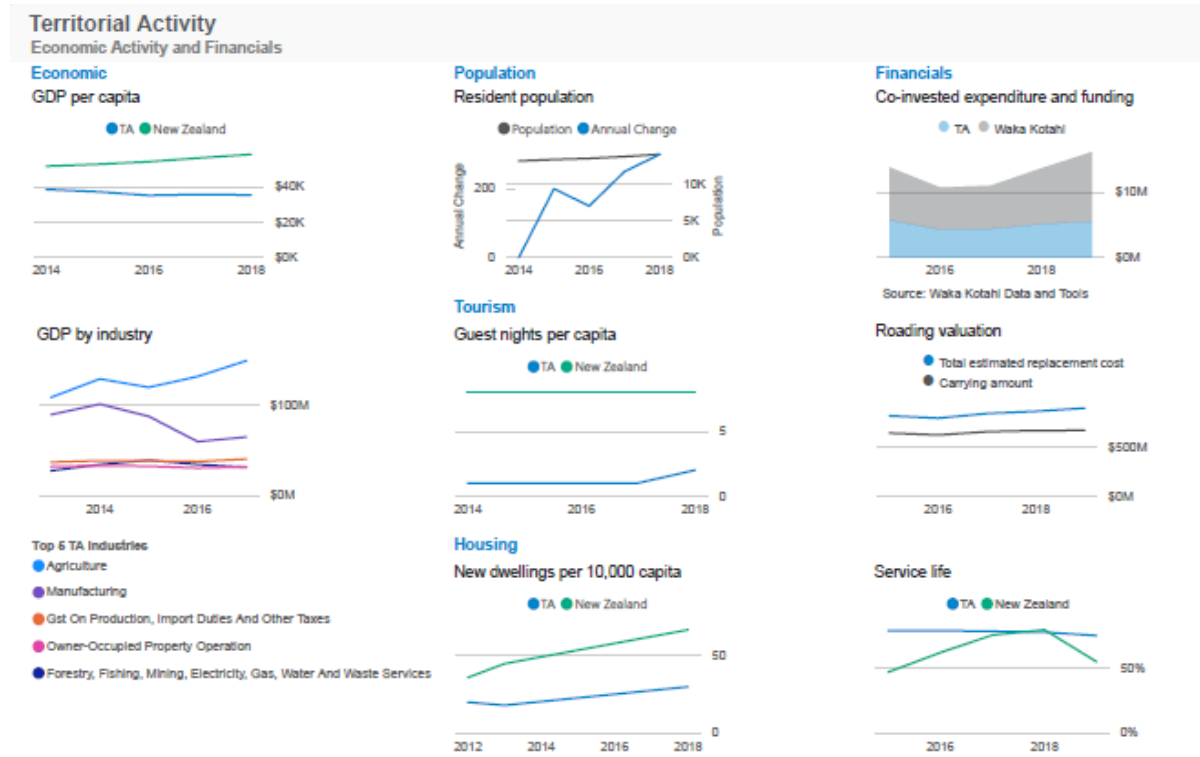 Territorial Activity
Economic Activity and Financials
Economic
GDP per capita
TA New Zealand
$40K
$20K
$0K
2014 2016 2018
GDP by industry
$100M
$0M
2014 2016
Top 5 TA Industries
Agriculture
Manufacturing
Gst On Production, Import Duties And Other Taxes
Owner-Occupied Property Operation
Forestry, Fishing, Mining, Electricity, Gas, Water And Waste Services
Population
Resident population
Population Annual Change
Annual Change
200
0
10K
5K
0K
Population
2014 2016 2018
Tourism
Guest nights per capita
TA New Zealand
5
0
2014 2016 2018
Housing
New dwellings per 10,000 capita
TA New Zealand
50
0
2012 2014 2016 2018
Financials
Co-invested expenditure and funding
TA Waka Kotahi
$10M
$0M
2016 2018
Source: Waka Kotahi Data and Tools
Roading valuation
Total estimated replacement cost
Carrying amount
$500M
$0M
2016 2018
Service life
TA New Zealand
50%
0%
2016 2018